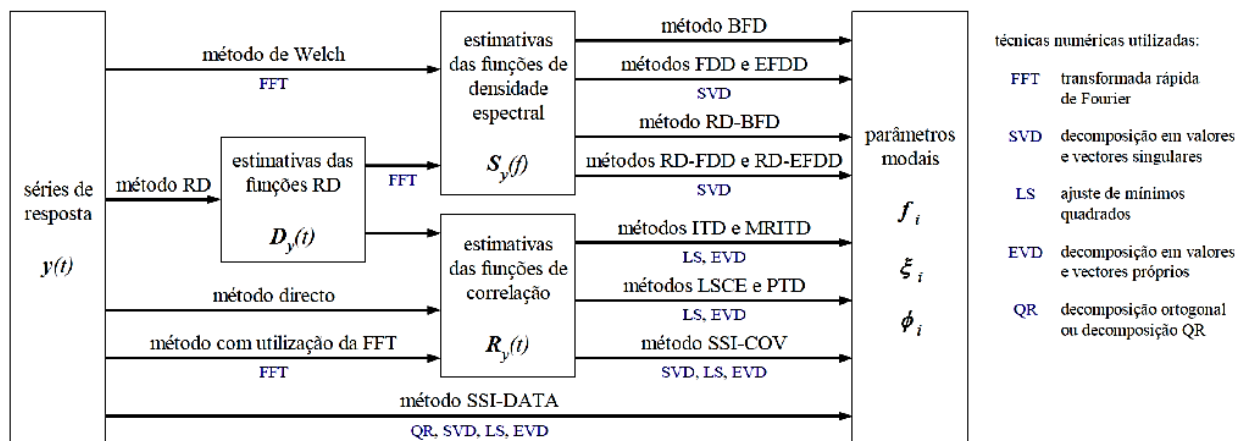 séries de
resposta
y(t)
método de Welch
FFT
método RD
estimativas das
funções RD
D_y(t)
FFT
método directo
método com utilização da FFT
FFT
método SSI-DATA
QR, SVD, LS, EVD
estimativas
das funções de
densidade
espectral
S_y(f)
estimativas
das funções de
correlação
R_y(t)
método BFD
métodos FDD e EFDD
SVD
método RD-BFD
métodos RD-FDD e RD-EFDD
SVD
métodos ITD e MRITD
LS, EVD
métodos LSCE e PTD
LS, EVD
método SSI-COV
SVD, LS, EVD
parâmetros
modais
f_i
ξ_i
ϕ_i
técnicas numéricas utilizadas:
FFT transformada rápida
de Fourier
SVD decomposição em valores
e vectores singulares
LS ajuste de mínimos
quadrados
EVD decomposição em valores
e vectores próprios
QR decomposição ortogonal
ou decomposição QR